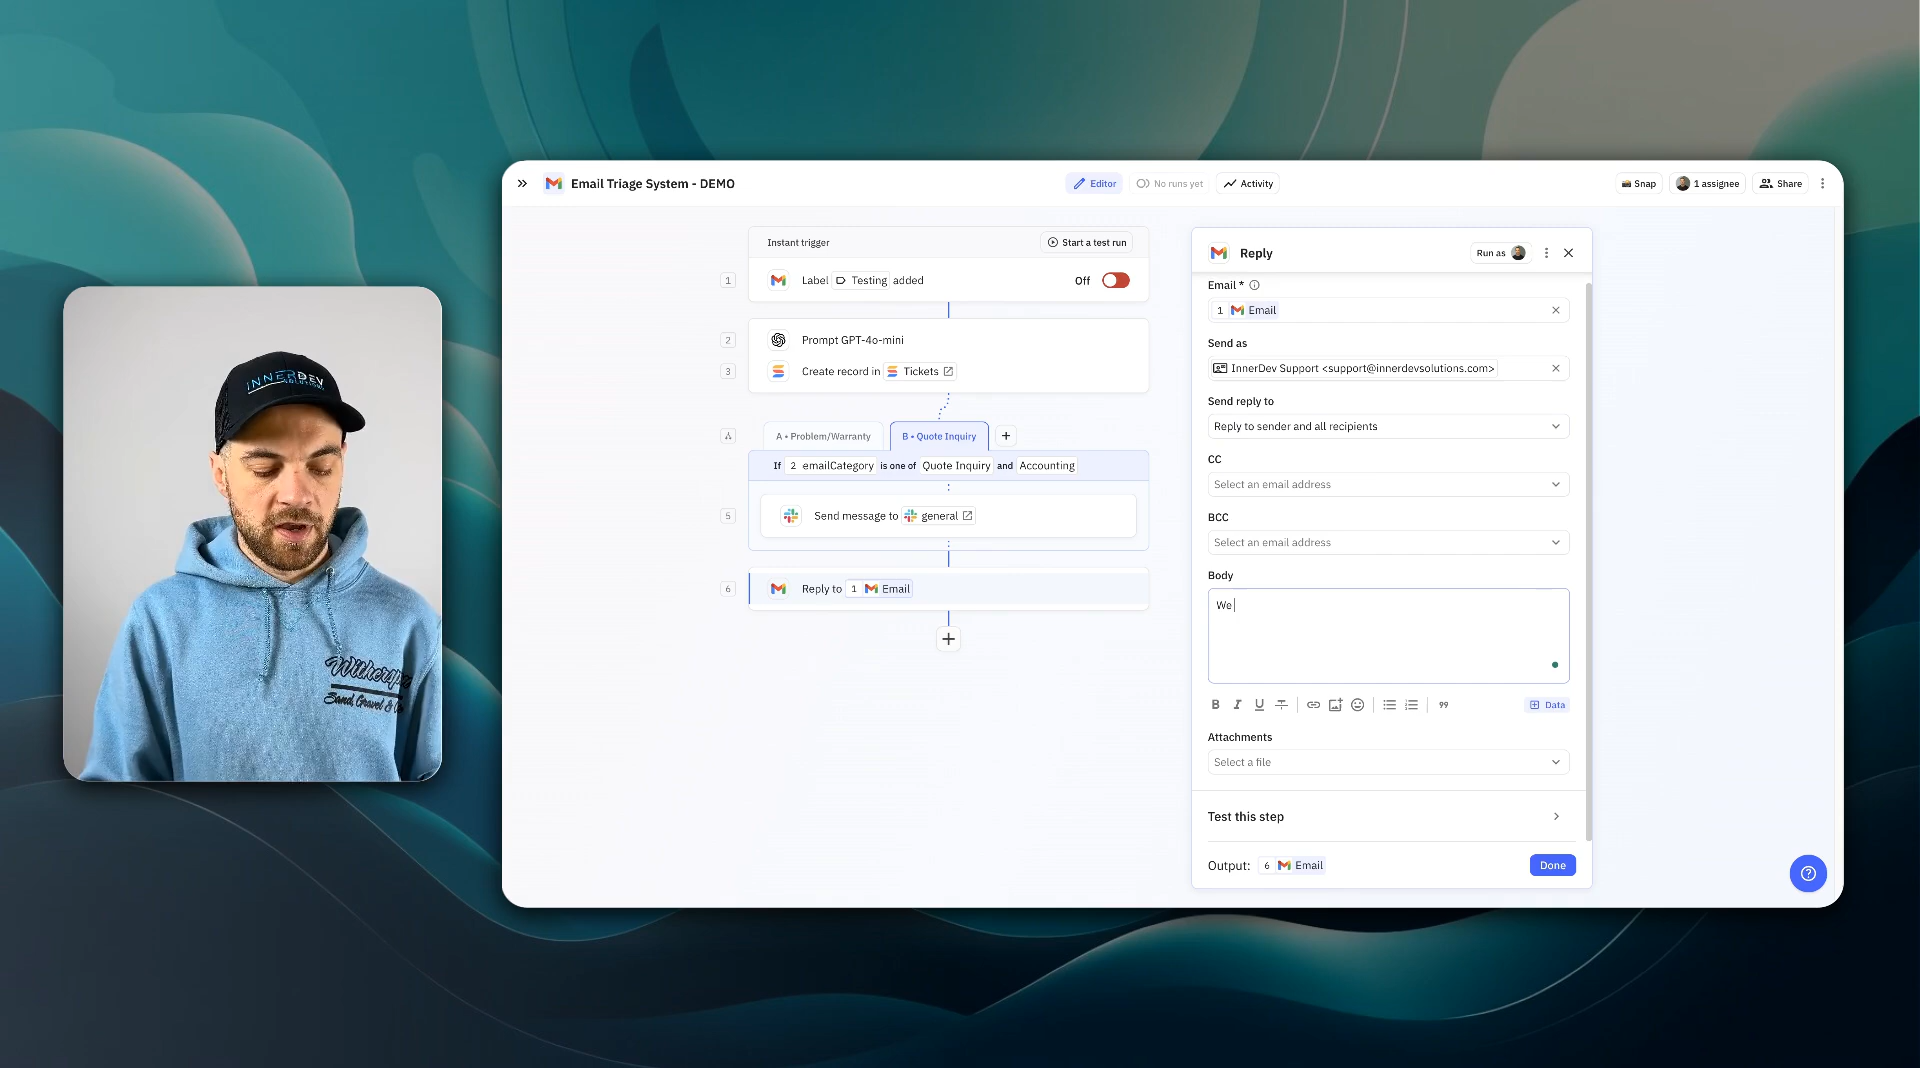 Email Triage System - DEMO
Editor
No runs yet
Activity
Snap
1 assignee
Share
Instant trigger
Start a test run
1
Label Testing added
Off
2
Prompt GPT-4o-mini
3
Create record in Tickets
A • Problem/Warranty
B • Quote Inquiry
If 2 emailCategory is one of Quote Inquiry and Accounting
5
Send message to general
6
Reply to 1 Email
Reply
Run as
Email *
1 Email
Send as
InnerDev Support <support@innerdevsolutions.com>
Send reply to
Reply to sender and all recipients
CC
Select an email address
BCC
Select an email address
Body
We
B I U
Data
Attachments
Select a file
Test this step
Output: 6 Email
Done
INNERDEV
SOLUTIONS
Sand, Gravel &